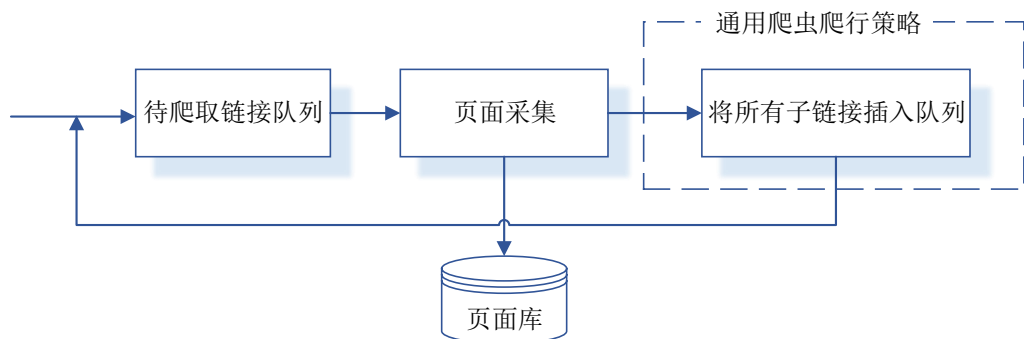 通用爬虫爬行策略
待爬取链接队列
页面采集
将所有子链接插入队列
页面库